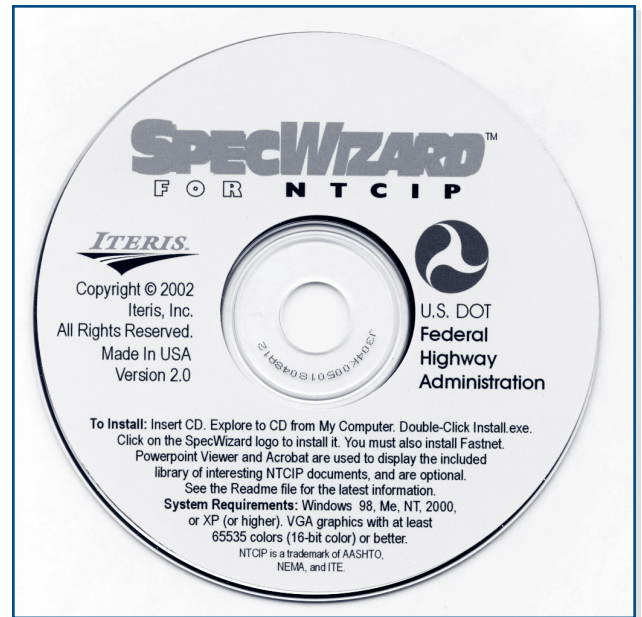 SPECWIZARD™
FOR NTCIP
ITERIS.
Copyright © 2002
Iteris, Inc.
All Rights Reserved.
Made In USA
Version 2.0
U.S. DOT
Federal
Highway
Administration
To Install: Insert CD. Explore to CD from My Computer. Double-Click Install.exe.
Click on the SpecWizard logo to install it. You must also install Fastnet.
Powerpoint Viewer and Acrobat are used to display the included
library of interesting NTCIP documents, and are optional.
See the Readme file for the latest information.
System Requirements: Windows 98, Me, NT, 2000,
or XP (or higher). VGA graphics with at least
65535 colors (16-bit color) or better.
NTCIP is a trademark of AASHTO,
NEMA, and ITE.